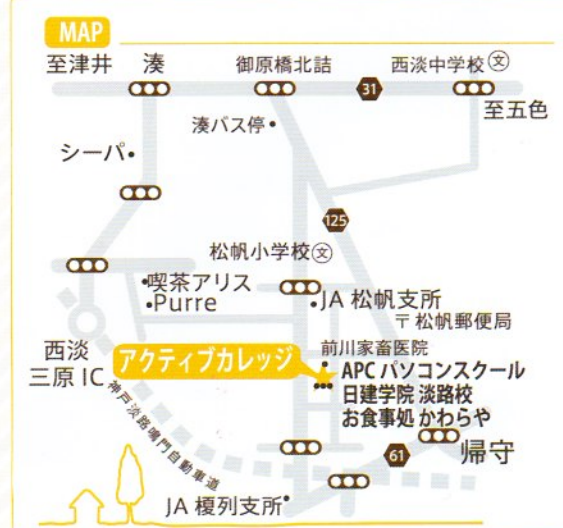 MAP
至津井
湊
御原橋北詰
西淡中学校 文
31
至五色
湊バス停
シーパ
125
松帆小学校 文
喫茶アリス
Purre
JA 松帆支所
〒松帆郵便局
西淡
三原 IC
アクティブカレッジ
前川家畜医院
APC パソコンスクール
日建学院 淡路校
お食事処 かわらや
神戸淡路鳴門自動車道
61
帰守
JA 榎列支所